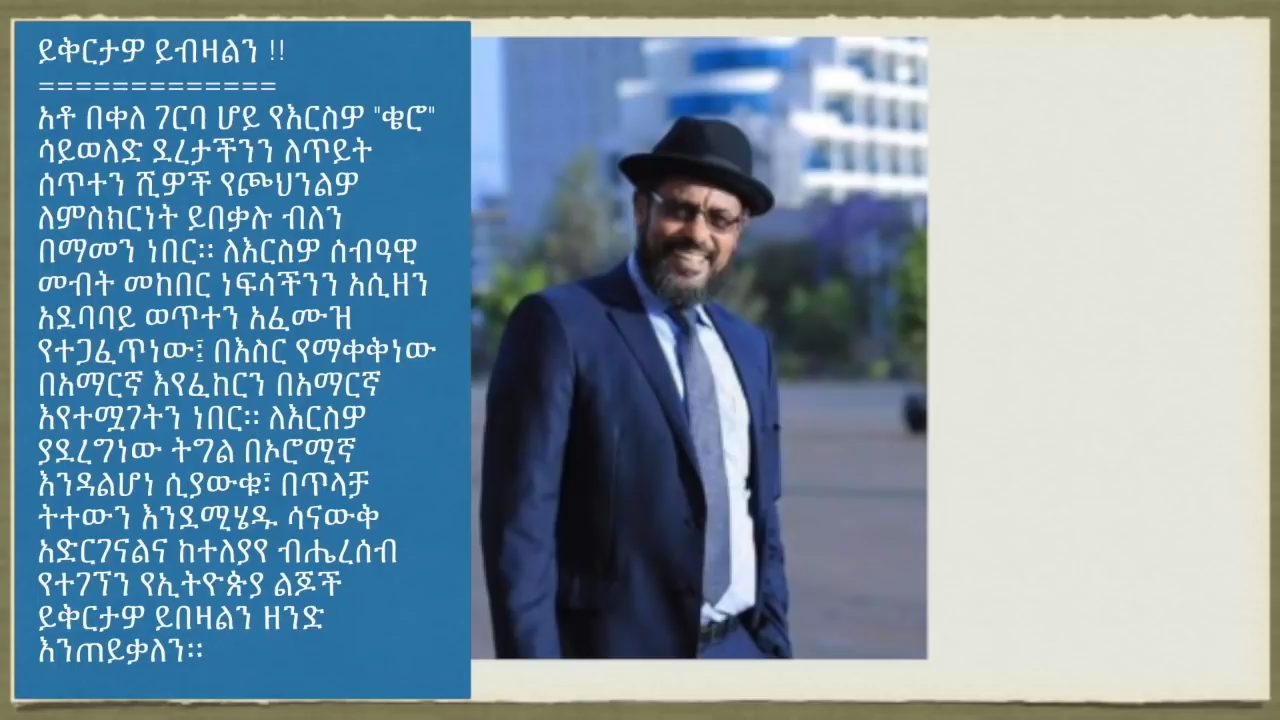 ይቅርታዎ ይብዛልን !!
=============
አቶ በቀለ ገርባ ሆይ የእርስዎ "ቄሮ"
ሳይወለድ ደረታችንን ለጥይት
ሰጥተን ሺዎች የጮህንልዎ
ለምስክርነት ይበቃሉ ብለን
በማመን ነበር፡፡ ለእርስዎ ሰብዓዊ
መብት መከበር ነፍሳችንን አሲዘን
አደባባይ ወጥተን አፈሙዝ
የተጋፈጥነው፤ በእስር የማቀቅነው
በአማርኛ እየፈከርን በአማርኛ
እየተሟገትን ነበር፡፡ ለእርስዎ
ያደረግነው ትግል በኦሮሚኛ
እንዳልሆነ ሲያውቁ፣ በጥላቻ
ትተውን እንደሚሄዱ ሳናውቅ
አድርገናልና ከተለያየ ብሔረሰብ
የተገኘን የኢትዮጵያ ልጆች
ይቅርታዎ ይበዛልን ዘንድ
እንጠይቃለን፡፡